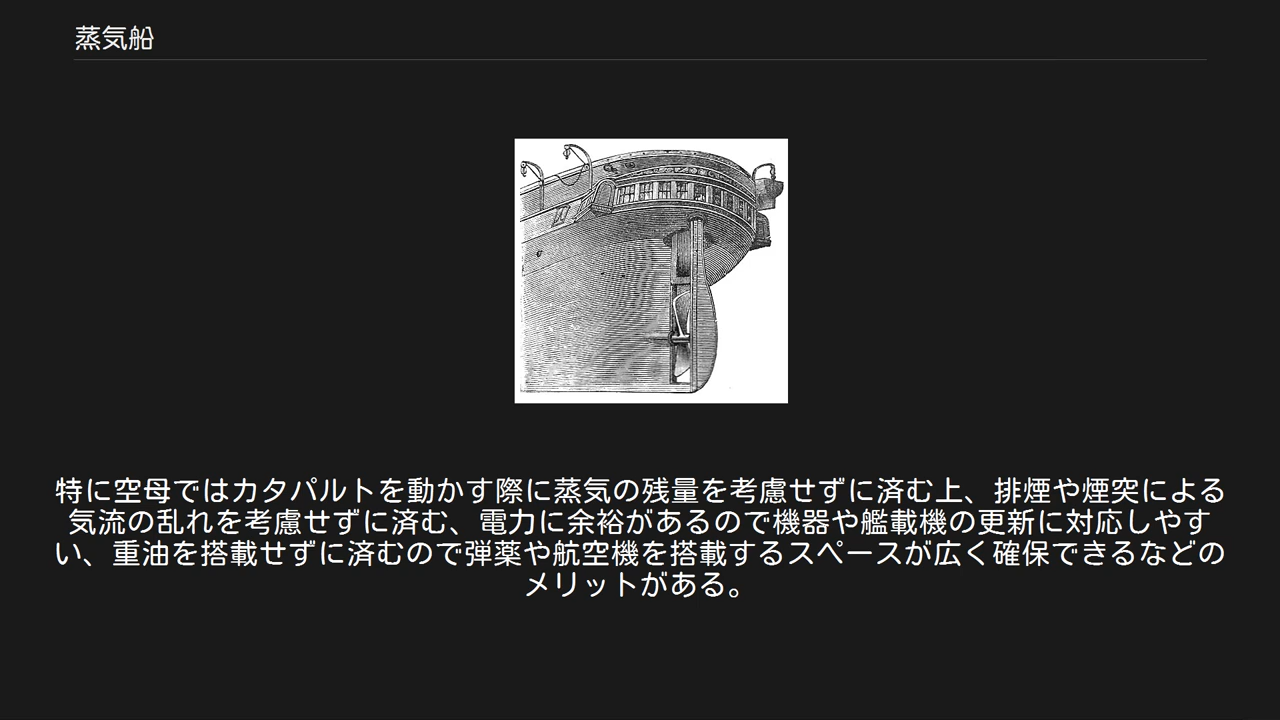 蒸気船
特に空母ではカタパルトを動かす際に蒸気の残量を考慮せずに済む上、排煙や煙突による
気流の乱れを考慮せずに済む、電力に余裕があるので機器や艦載機の更新に対応しやす
い、重油を搭載せずに済むので弾薬や航空機を搭載するスペースが広く確保できるなどの
メリットがある。